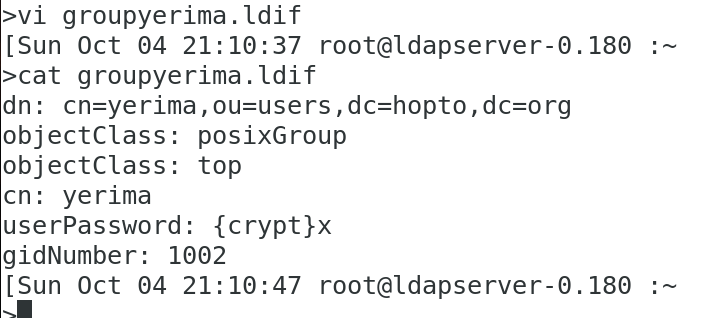 >vi groupyerima.ldif
[Sun Oct 04 21:10:37 root@ldapserver-0.180 :~
>cat groupyerima.ldif
dn: cn=yerima,ou=users,dc=hopto,dc=org
objectClass: posixGroup
objectClass: top
cn: yerima
userPassword: {crypt}x
gidNumber: 1002
[Sun Oct 04 21:10:47 root@ldapserver-0.180 :~
>